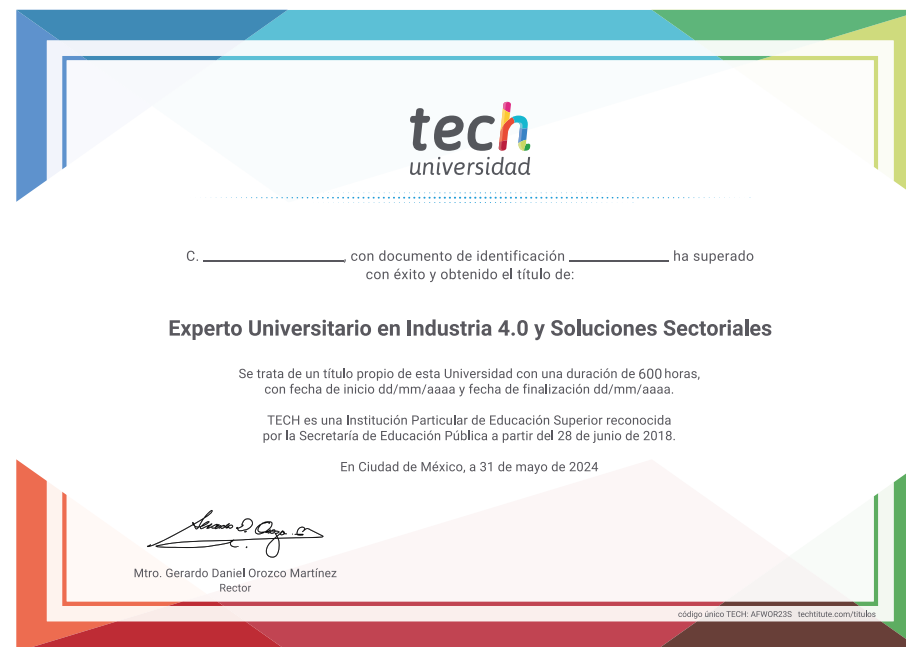 tech
universidad
C. ____________, con documento de identificación ____________ ha superado
con éxito y obtenido el título de:
Experto Universitario en Industria 4.0 y Soluciones Sectoriales
Se trata de un título propio de esta Universidad con una duración de 600 horas,
con fecha de inicio dd/mm/aaaa y fecha de finalización dd/mm/aaaa.
TECH es una Institución Particular de Educación Superior reconocida
por la Secretaría de Educación Pública a partir del 28 de junio de 2018.
En Ciudad de México, a 31 de mayo de 2024
Mtro. Gerardo Daniel Orozco Martínez
Rector
código único TECH: AFWOR23S techtitute.com/titulos